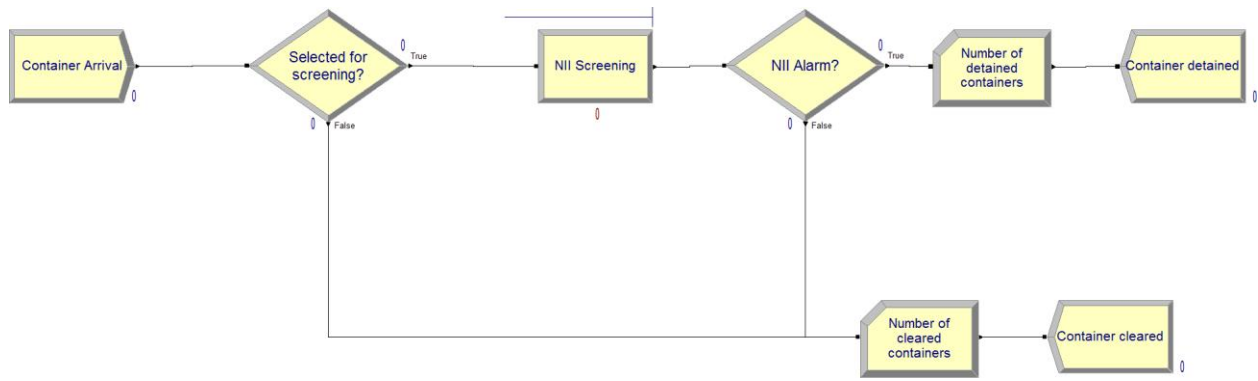 Container Arrival
0
Selected for
screening?
0
True
0
False
NII Screening
0
NII Alarm?
0
True
0
False
Number of
detained
containers
Container detained
0
Number of
cleared
containers
Container cleared
0